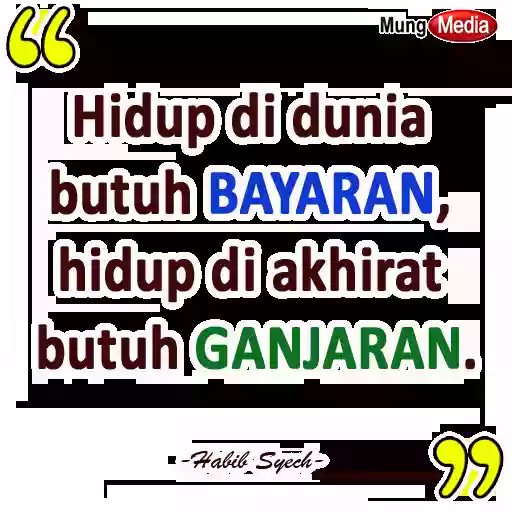 Mung Media
Hidup di dunia
butuh BAYARAN,
hidup di akhirat
butuh GANJARAN.
-Habib Syech-